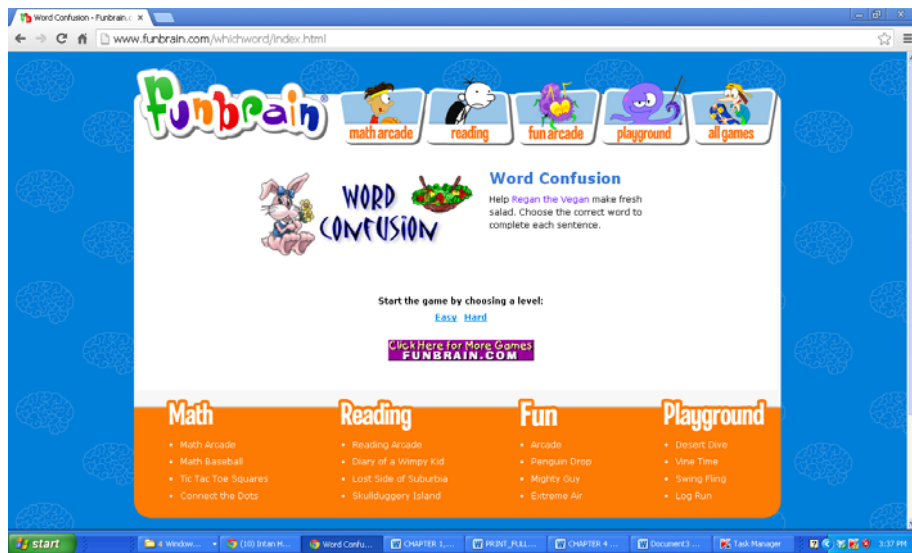 Word Confusion - Funbrain.c
www.funbrain.com/whichword/index.html
funbrain®
math arcade
reading
fun arcade
playground
all games
WORD CONFUSION
Word Confusion
Help Regan the Vegan make fresh
salad. Choose the correct word to
complete each sentence.
Start the game by choosing a level:
Easy Hard
Click Here for More Games
FUNBRAIN.COM
Math
• Math Arcade
• Math Baseball
• Tic Tac Toe Squares
• Connect the Dots
Reading
• Reading Arcade
• Diary of a Wimpy Kid
• Lost Side of Suburbia
• Skullduggery Island
Fun
• Arcade
• Penguin Drop
• Mighty Guy
• Extreme Air
Playground
• Desert Dive
• Vine Time
• Swing Fling
• Log Run
start
4 Window...
(10) Intan H...
Word Confu...
CHAPTER 1,...
PRINT_FULL...
CHAPTER 4 ...
Document3 ...
Task Manager
3:37 PM